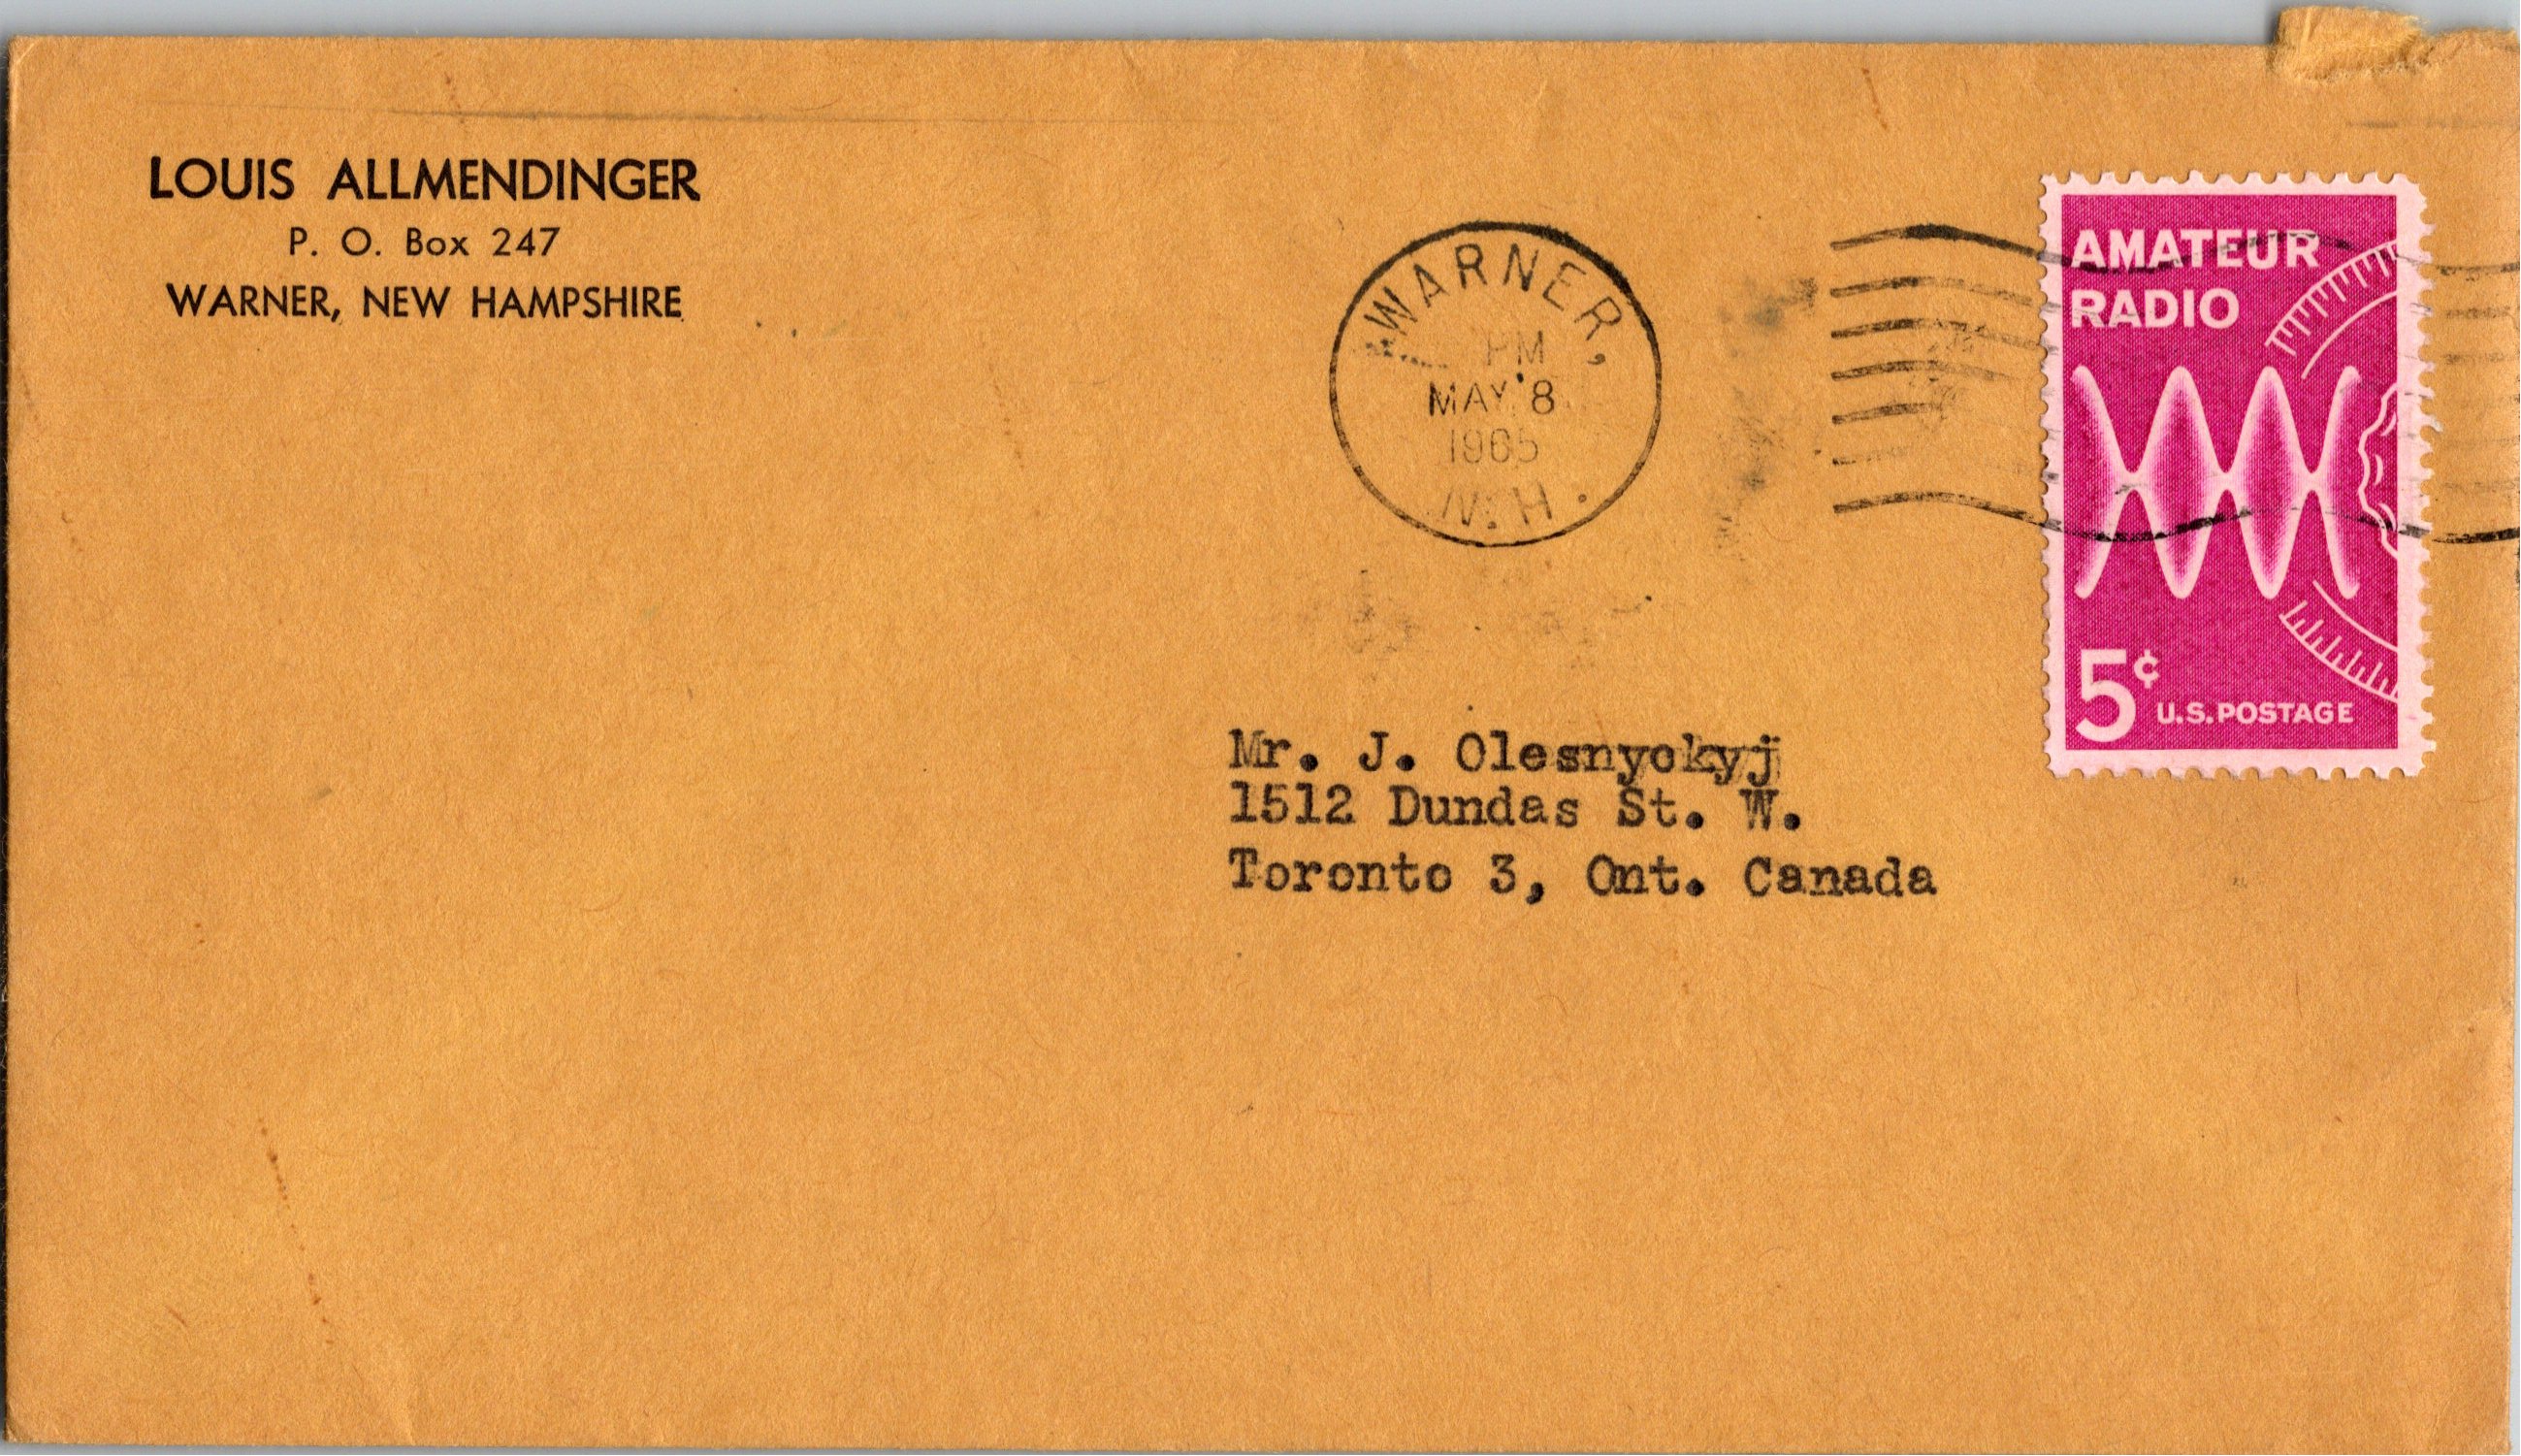 LOUIS ALLMENDINGER
P. O. Box 247
WARNER, NEW HAMPSHIRE
WARNER,
PM
MAY 8
1965
N.H.
AMATEUR
RADIO
5¢ U.S. POSTAGE
Mr. J. Olesnyckyj
1512 Dundas St. W.
Toronto 3, Ont. Canada